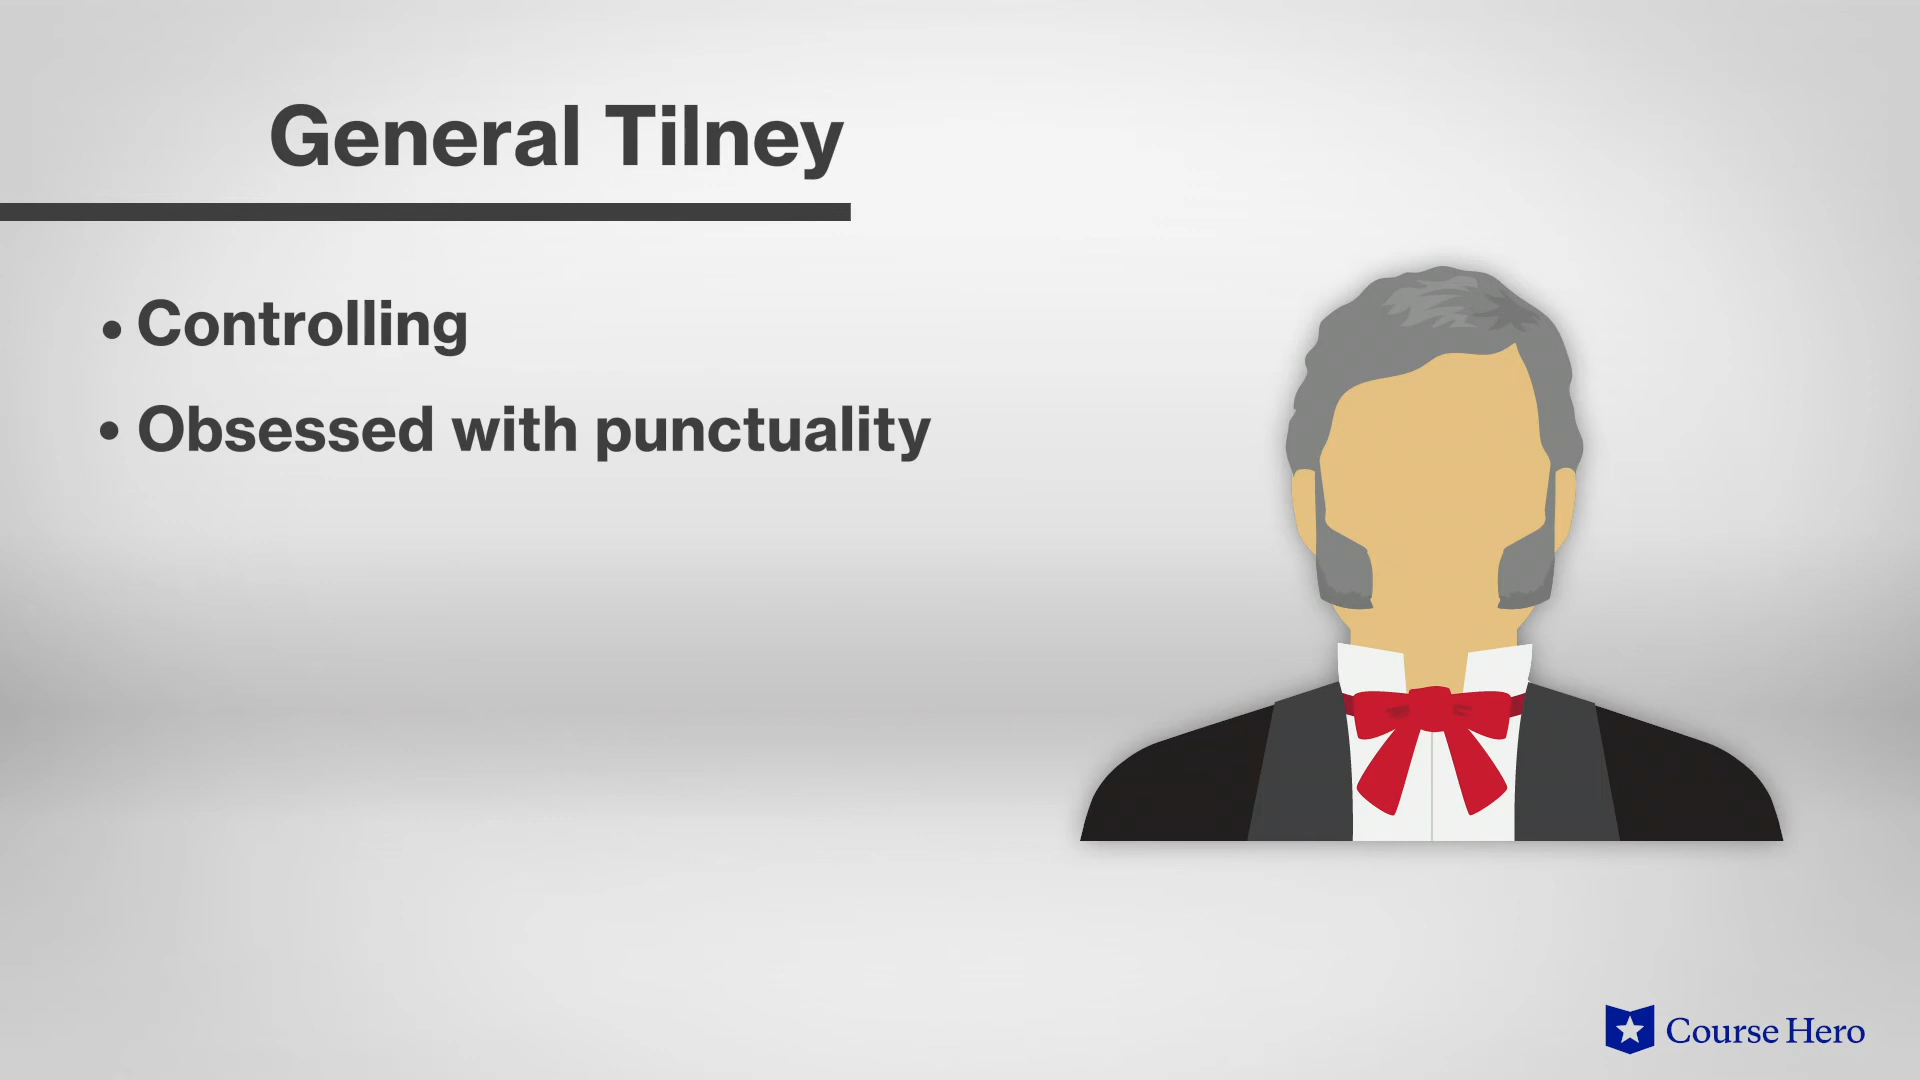 General Tilney
• Controlling
• Obsessed with punctuality
Course Hero